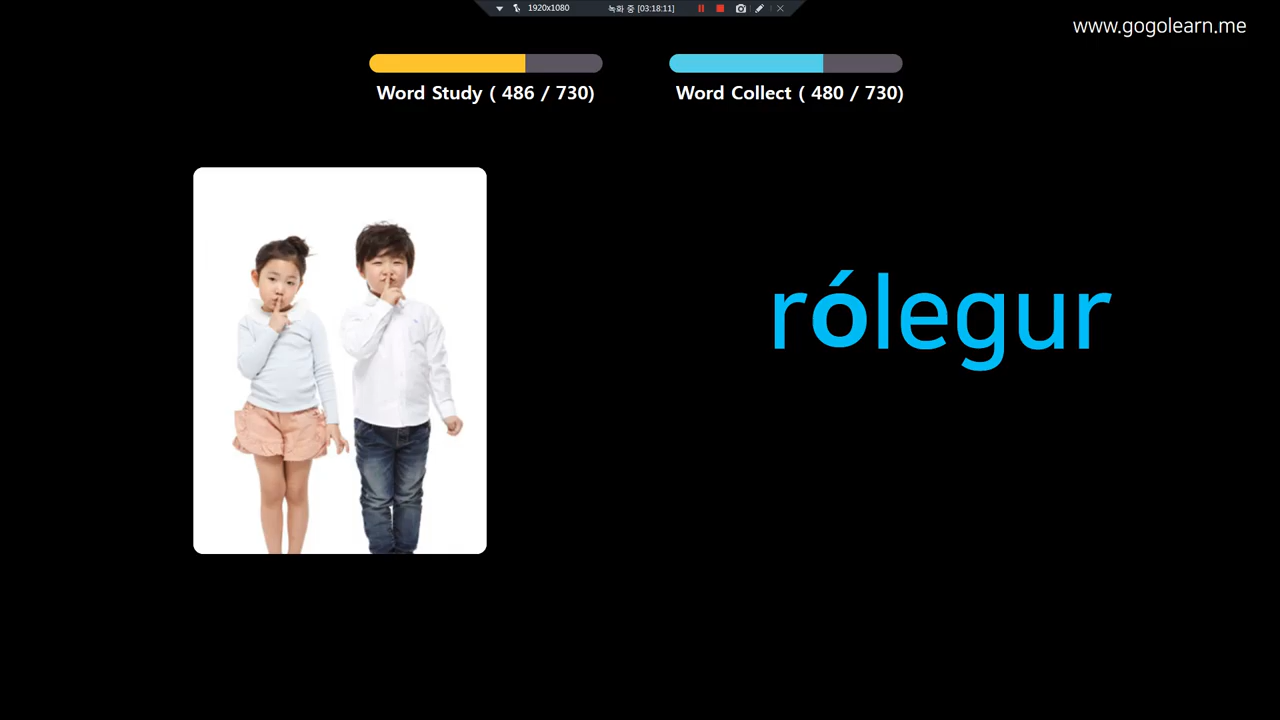 1920x1080
녹화 중 [03:18:11]
www.gogolearn.me
Word Study ( 486 / 730)
Word Collect ( 480 / 730)
rólegur